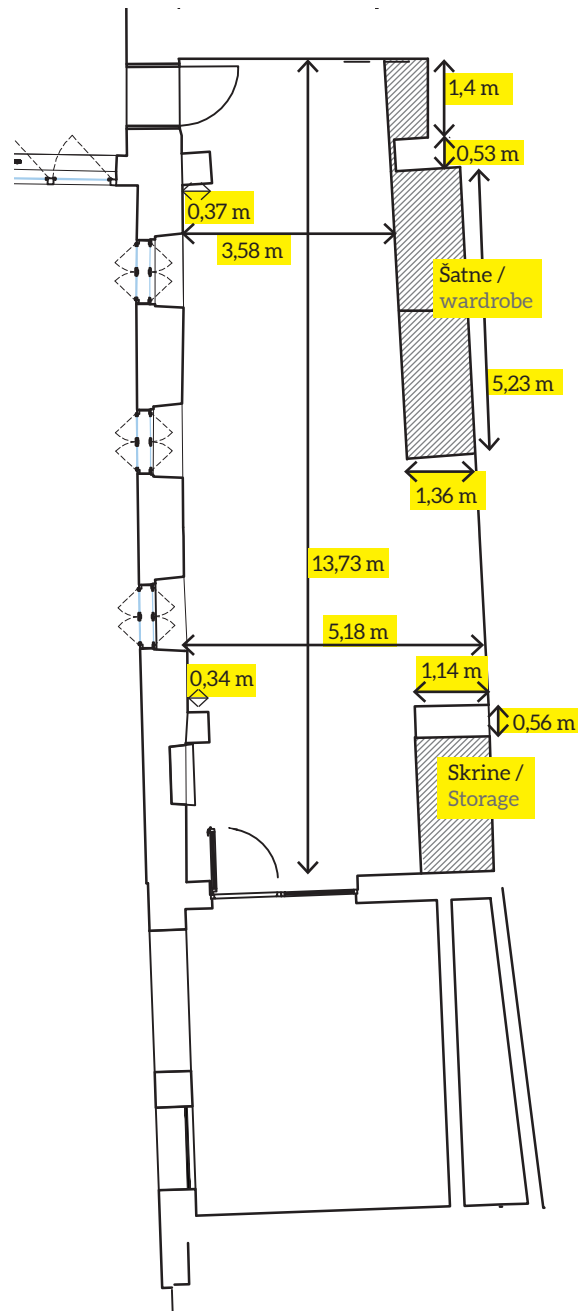 1,4 m
0,53 m
0,37 m
3,58 m
Šatne /
wardrobe
5,23 m
1,36 m
13,73 m
5,18 m
1,14 m
0,34 m
0,56 m
Skrine /
Storage